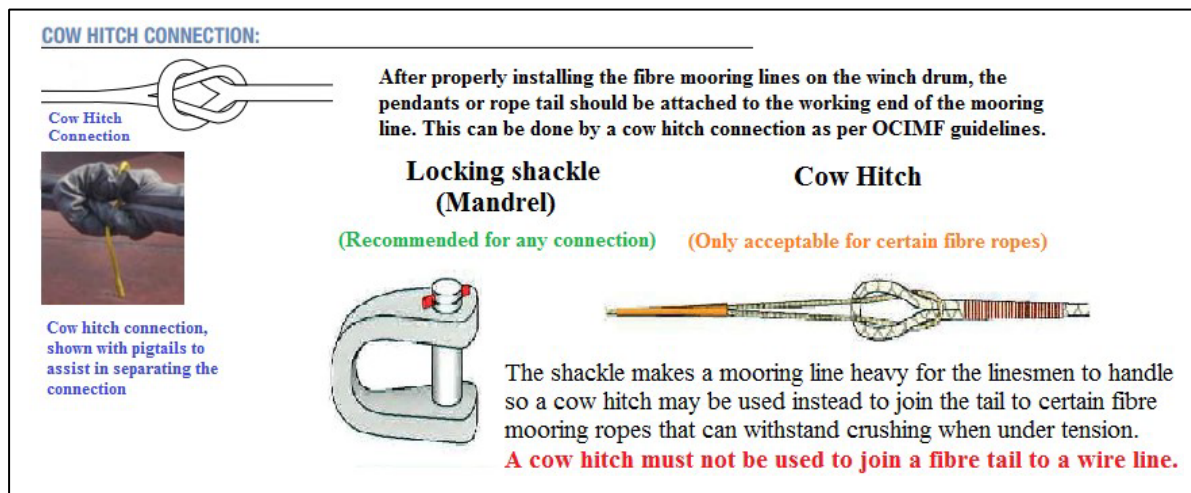 COW HITCH CONNECTION:
Cow Hitch
Connection
After properly installing the fibre mooring lines on the winch drum, the
pendants or rope tail should be attached to the working end of the mooring
line. This can be done by a cow hitch connection as per OCIMF guidelines.
Locking shackle
(Mandrel)
(Recommended for any connection)
Cow Hitch
(Only acceptable for certain fibre ropes)
Cow hitch connection,
shown with pigtails to
assist in separating the
connection
The shackle makes a mooring line heavy for the linesmen to handle
so a cow hitch may be used instead to join the tail to certain fibre
mooring ropes that can withstand crushing when under tension.
A cow hitch must not be used to join a fibre tail to a wire line.